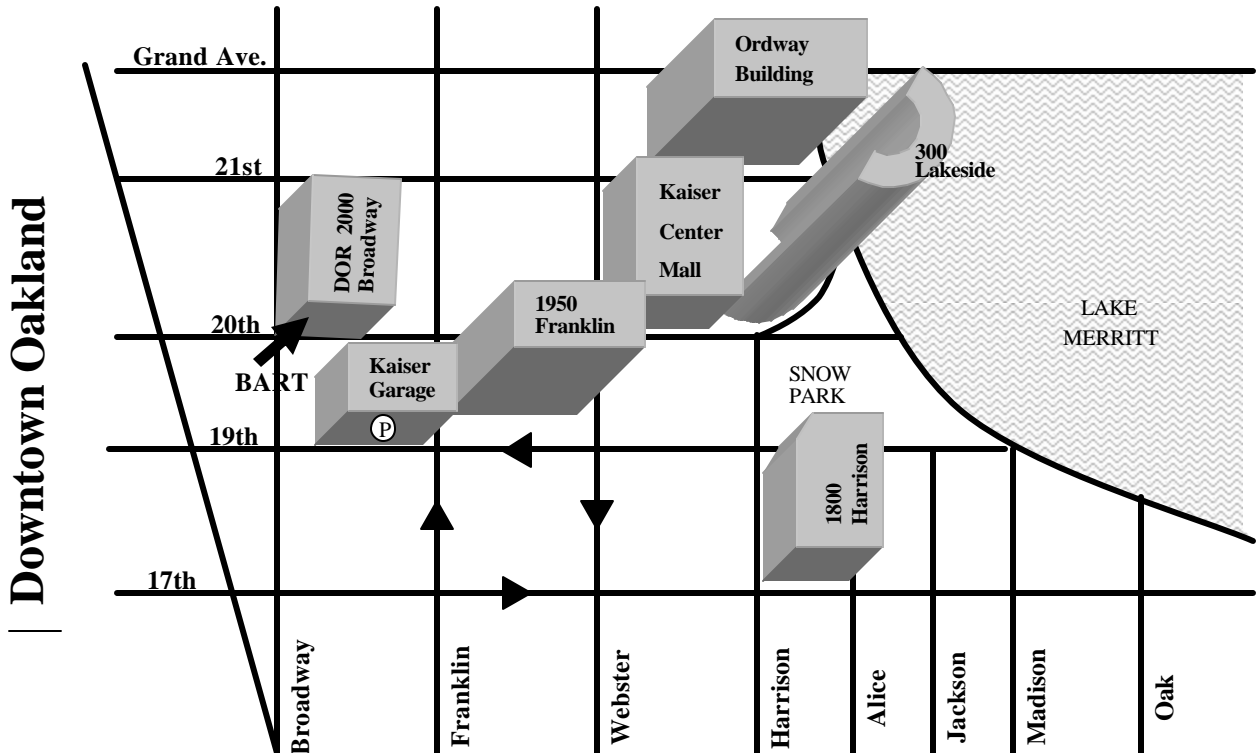 Downtown Oakland
Grand Ave.
Ordway
Building
21st
300
Lakeside
Kaiser
Center
Mall
DOR 2000
Broadway
1950
Franklin
20th
BART
Kaiser
Garage
P
LAKE
MERRITT
SNOW
PARK
19th
1800
Harrison
17th
Broadway
Franklin
Webster
Harrison
Alice
Jackson
Madison
Oak